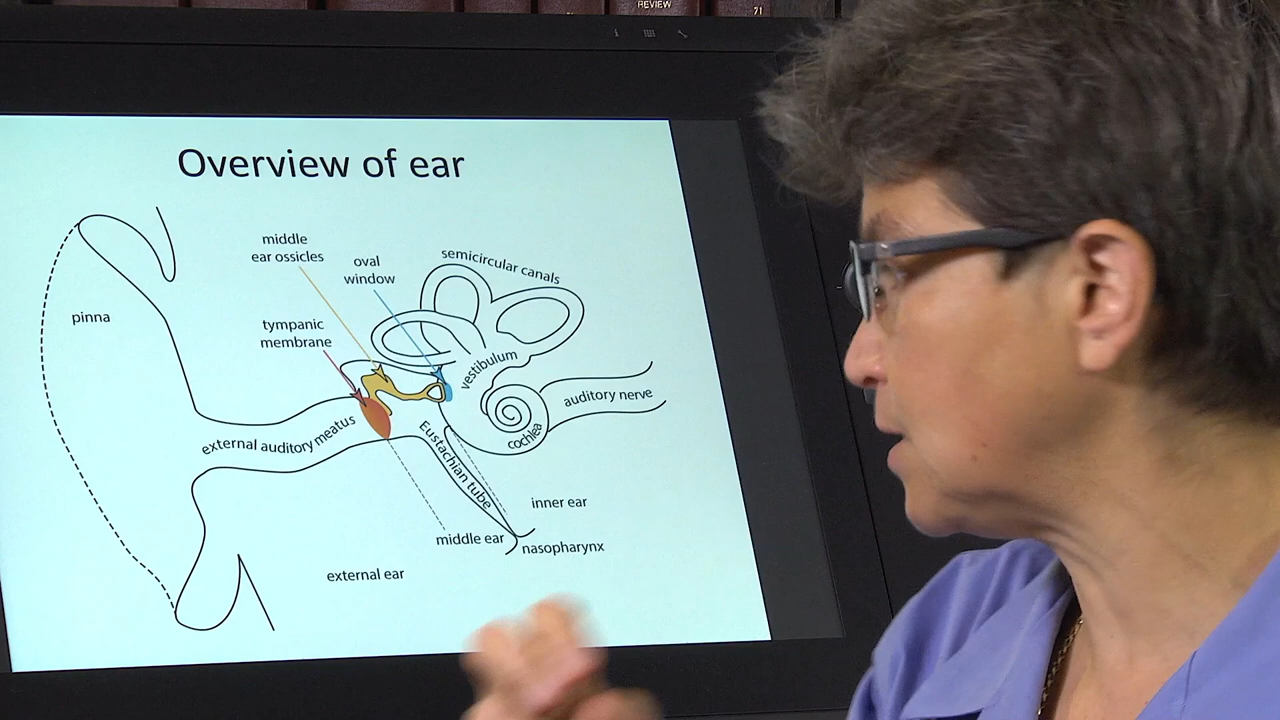 REVIEW
71
Overview of ear
middle
ear ossicles
oval
window
semicircular canals
pinna
tympanic
membrane
vestibulum
auditory nerve
external auditory meatus
cochlea
Eustachian tube
inner ear
middle ear
nasopharynx
external ear